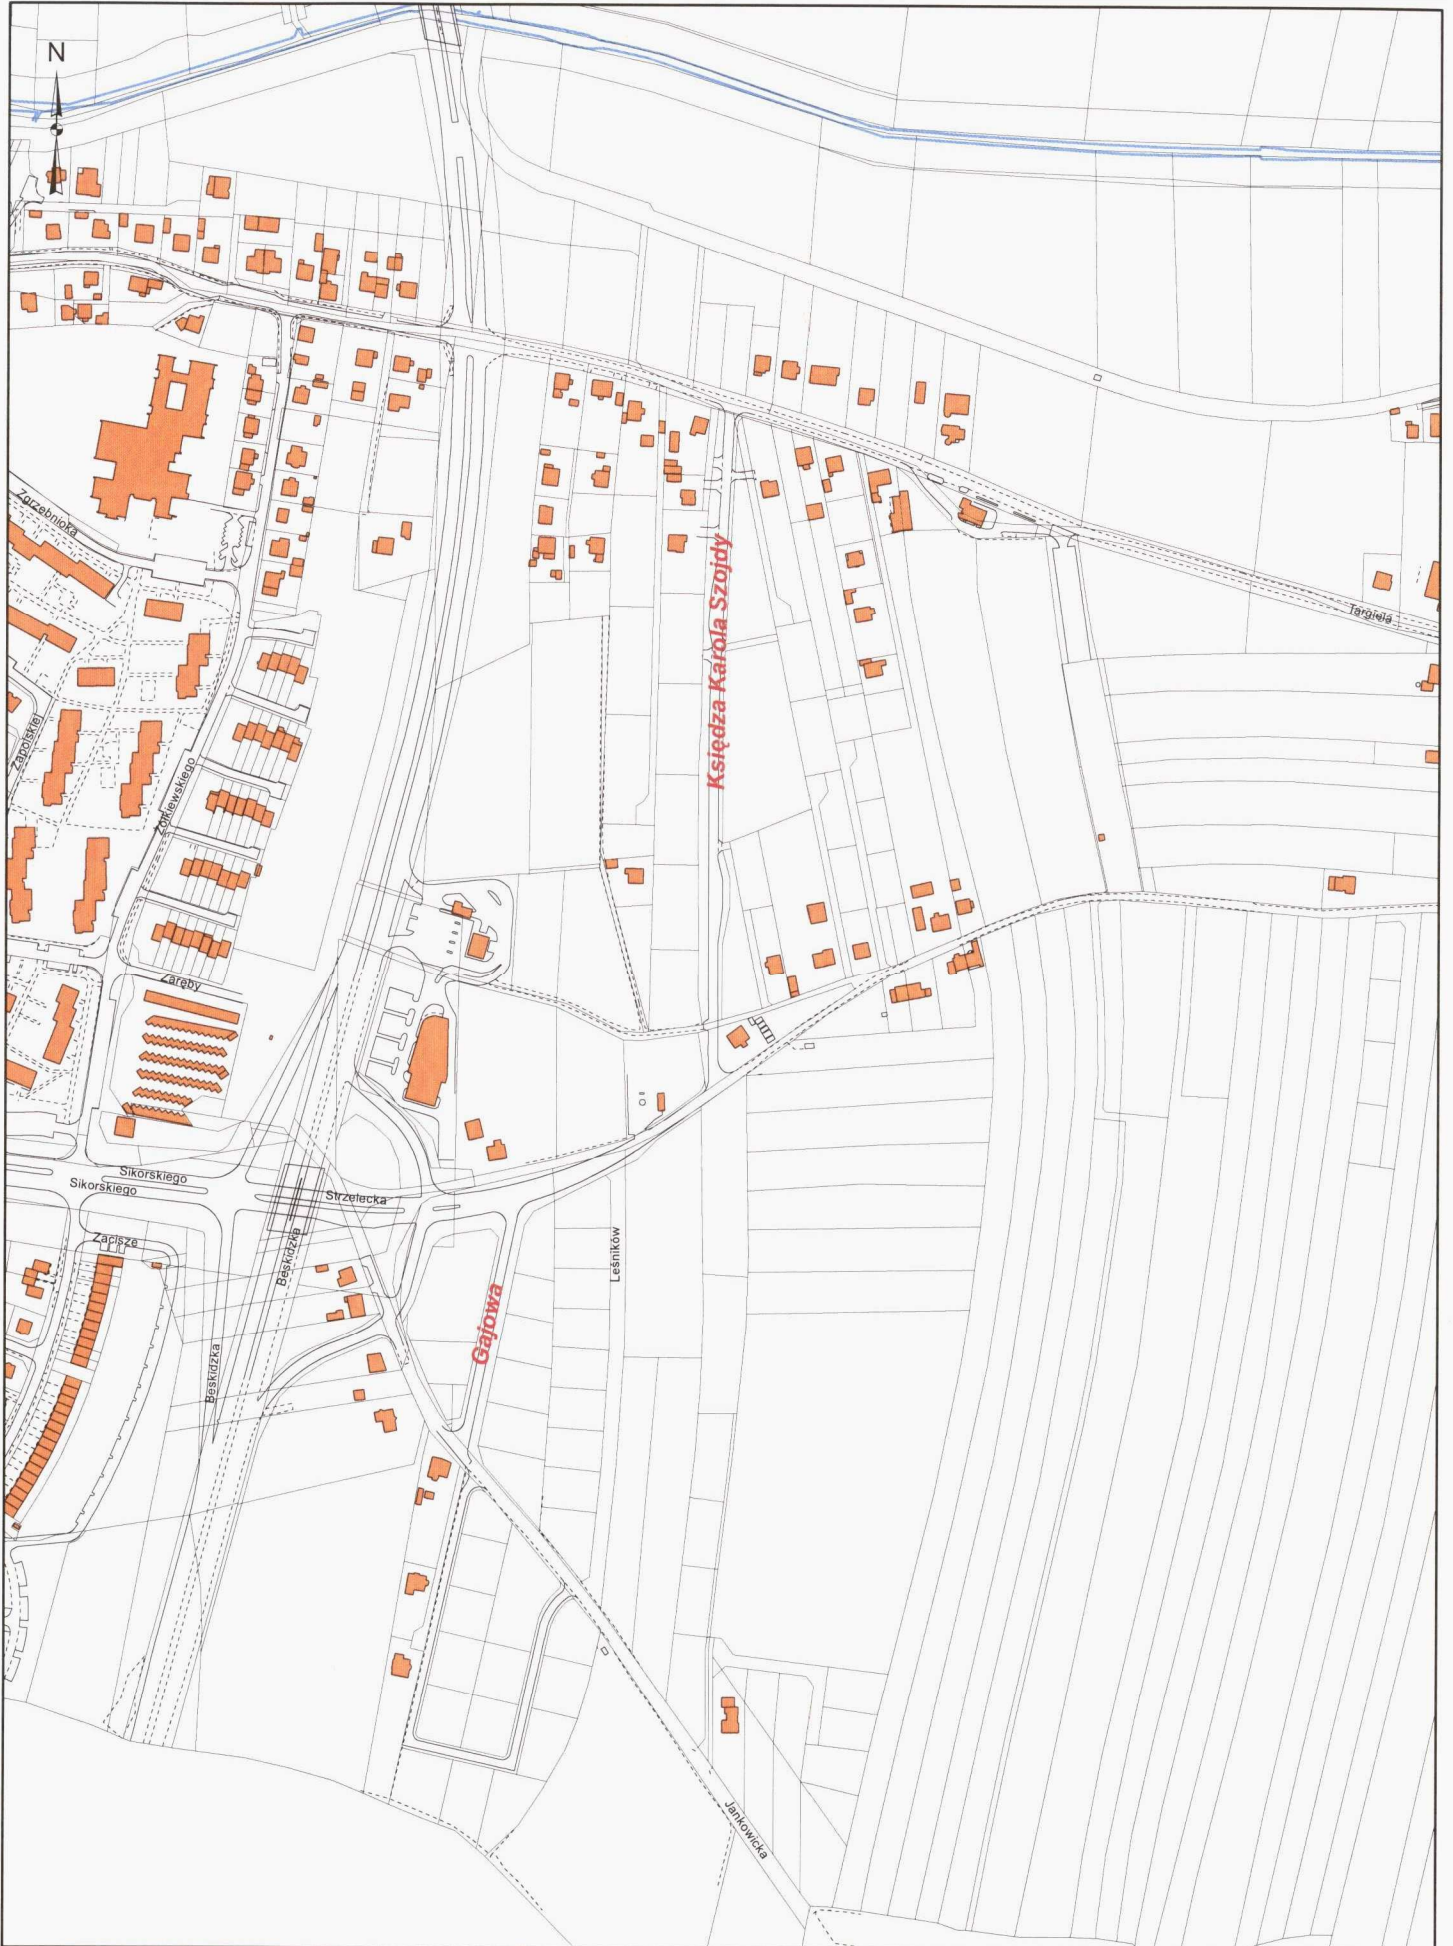 N
Zgrzebnioka
Księdza Karola Szojdy
Targiela
Zapolskiej
Żółkiewskiego
Zaręby
Sikorskiego
Sikorskiego
Strzelecka
Zacisze
Beskidzka
Leśników
Gajowa
Beskidzka
Jankowicka